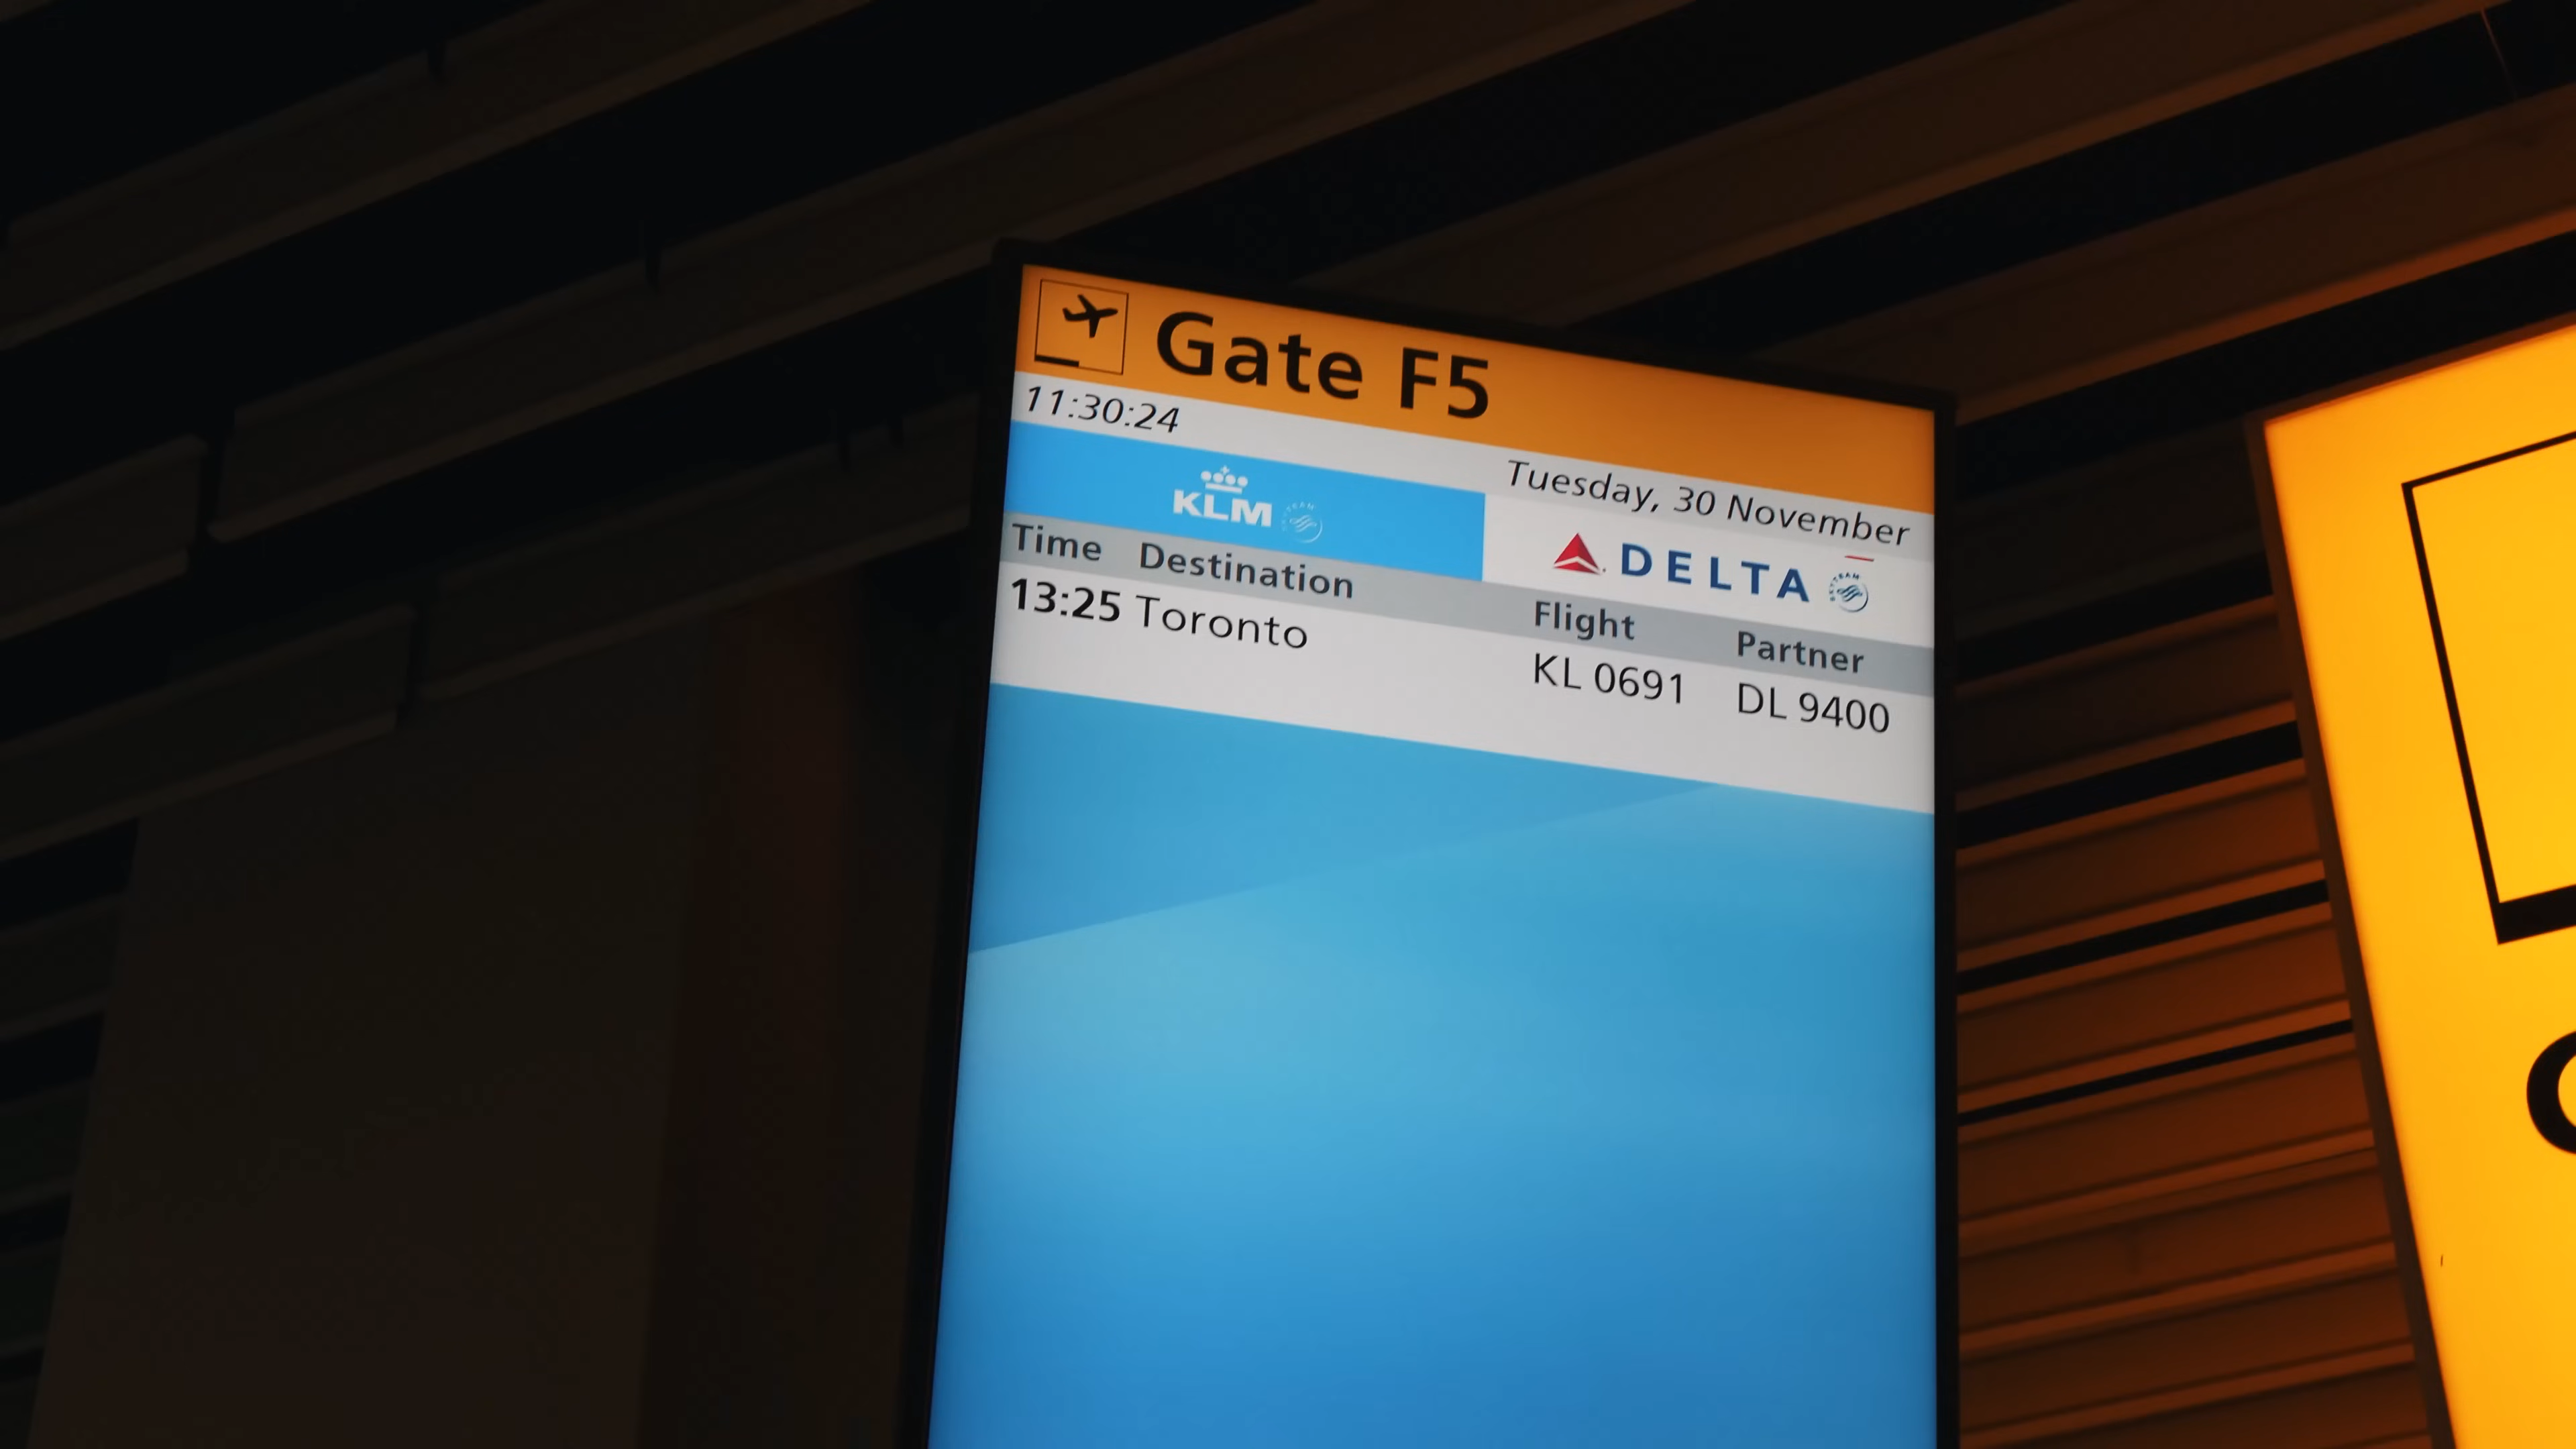 Gate F5
11:30:24
Tuesday, 30 November
KLM
DELTA
Time Destination Flight Partner
13:25 Toronto KL 0691 DL 9400